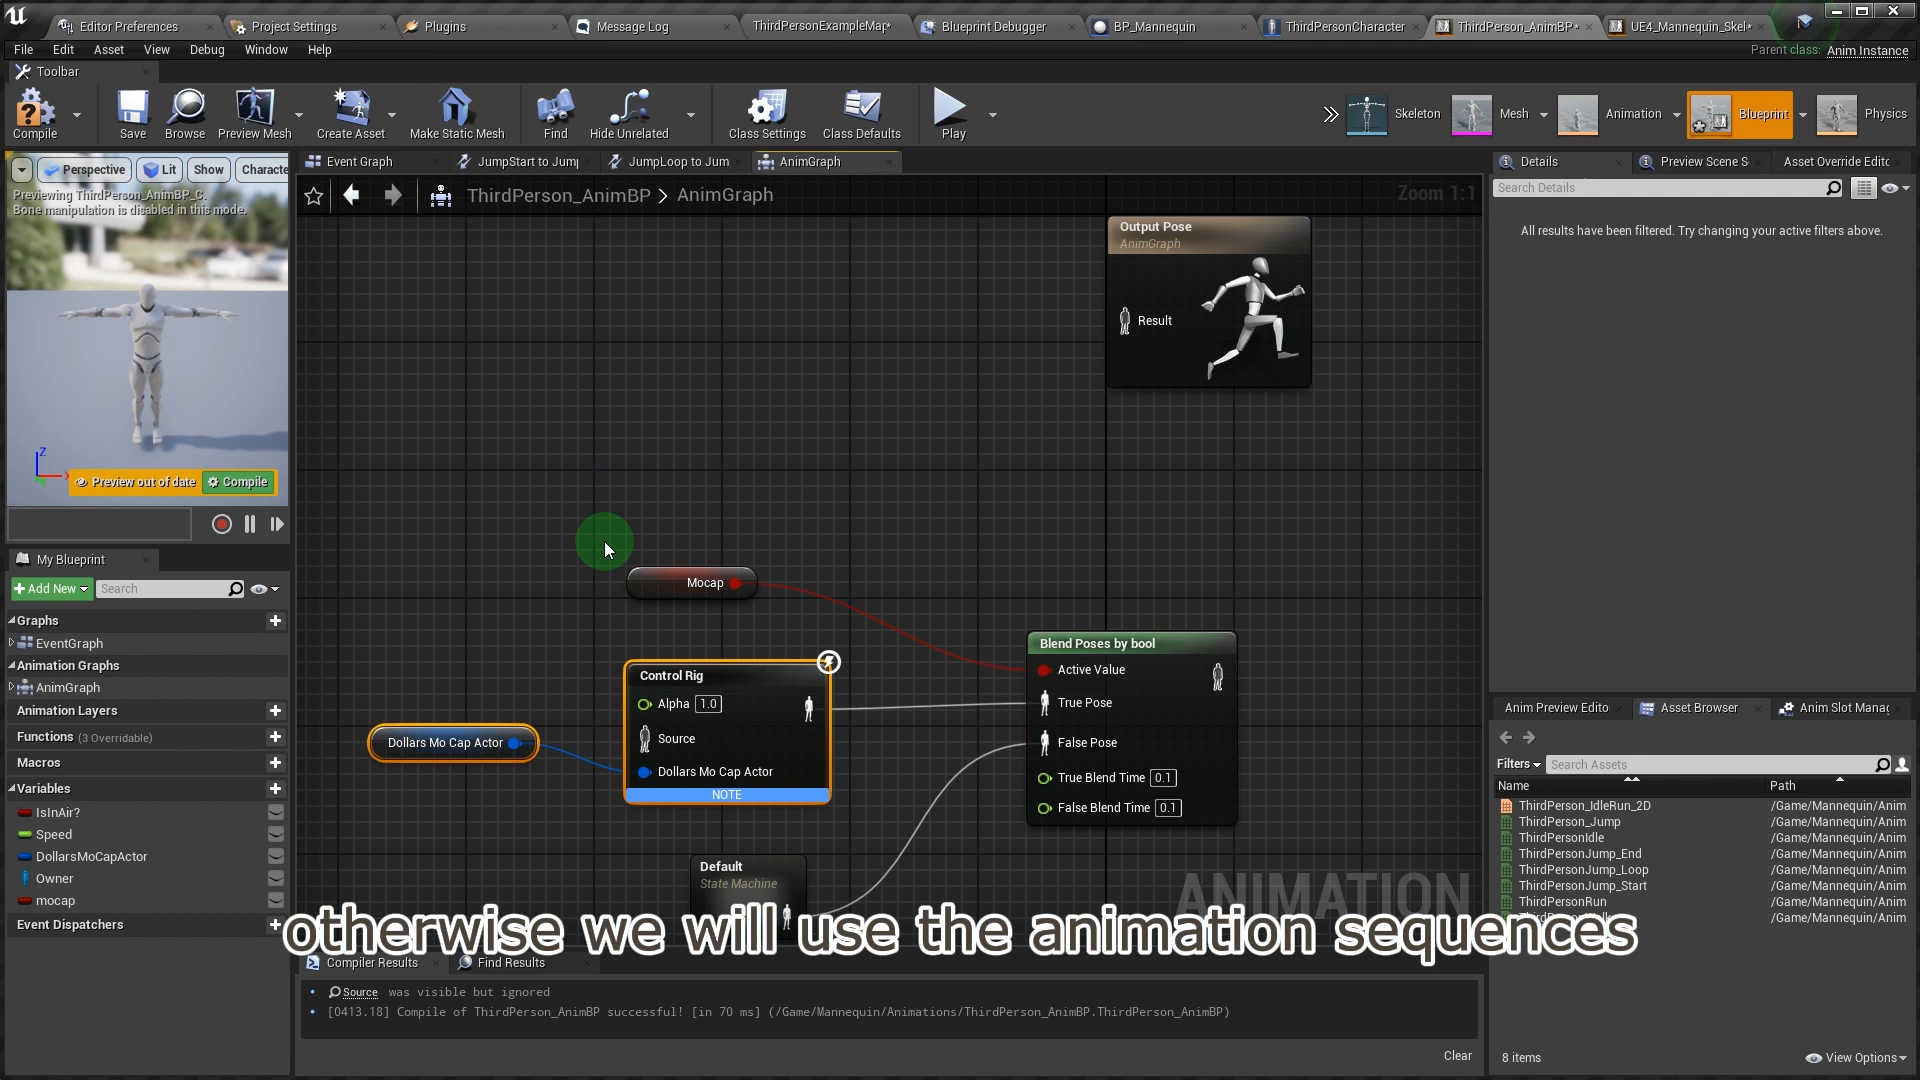 Editor Preferences
Project Settings
Plugins
Message Log
ThirdPersonExampleMap*
Blueprint Debugger
BP_Mannequin
ThirdPersonCharacter
ThirdPerson_AnimBP*
UE4_Mannequin_Skel*
File Edit Asset View Debug Window Help
Parent class: Anim Instance
Toolbar
Compile
Save
Browse
Preview Mesh
Create Asset
Make Static Mesh
Find
Hide Unrelated
Class Settings
Class Defaults
Play
Skeleton
Mesh
Animation
Blueprint
Physics
Perspective
Lit
Show
Characte
Previewing ThirdPerson_AnimBP_C.
Bone manipulation is disabled in this mode.
Z
X
Preview out of date
Compile
Event Graph
JumpStart to Jump
JumpLoop to Jum
AnimGraph
ThirdPerson_AnimBP > AnimGraph
Zoom 1:1
Output Pose
AnimGraph
Result
Mocap
Control Rig
Alpha 1.0
Source
Dollars Mo Cap Actor
NOTE
Dollars Mo Cap Actor
Blend Poses by bool
Active Value
True Pose
False Pose
True Blend Time 0.1
False Blend Time 0.1
Default
State Machine
ANIMATION
My Blueprint
Add New
Search
Graphs
EventGraph
Animation Graphs
AnimGraph
Animation Layers
Functions (3 Overridable)
Macros
Variables
IsInAir?
Speed
DollarsMoCapActor
Owner
mocap
Event Dispatchers
otherwise we will use the animation sequences
Compiler Results
Find Results
Source was visible but ignored
[0413.18] Compile of ThirdPerson_AnimBP successful! [in 70 ms] (/Game/Mannequin/Animations/ThirdPerson_AnimBP.ThirdPerson_AnimBP)
Clear
Details
Preview Scene S
Asset Override Edito
Search Details
All results have been filtered. Try changing your active filters above.
Anim Preview Edito
Asset Browser
Anim Slot Manag
Filters
Search Assets
Name Path
ThirdPerson_IdleRun_2D /Game/Mannequin/Anim
ThirdPerson_Jump /Game/Mannequin/Anim
ThirdPersonIdle /Game/Mannequin/Anim
ThirdPersonJump_End /Game/Mannequin/Anim
ThirdPersonJump_Loop /Game/Mannequin/Anim
ThirdPersonJump_Start /Game/Mannequin/Anim
ThirdPersonRun /Game/Mannequin/Anim
/Game/Mannequin/Anim
8 items
View Options